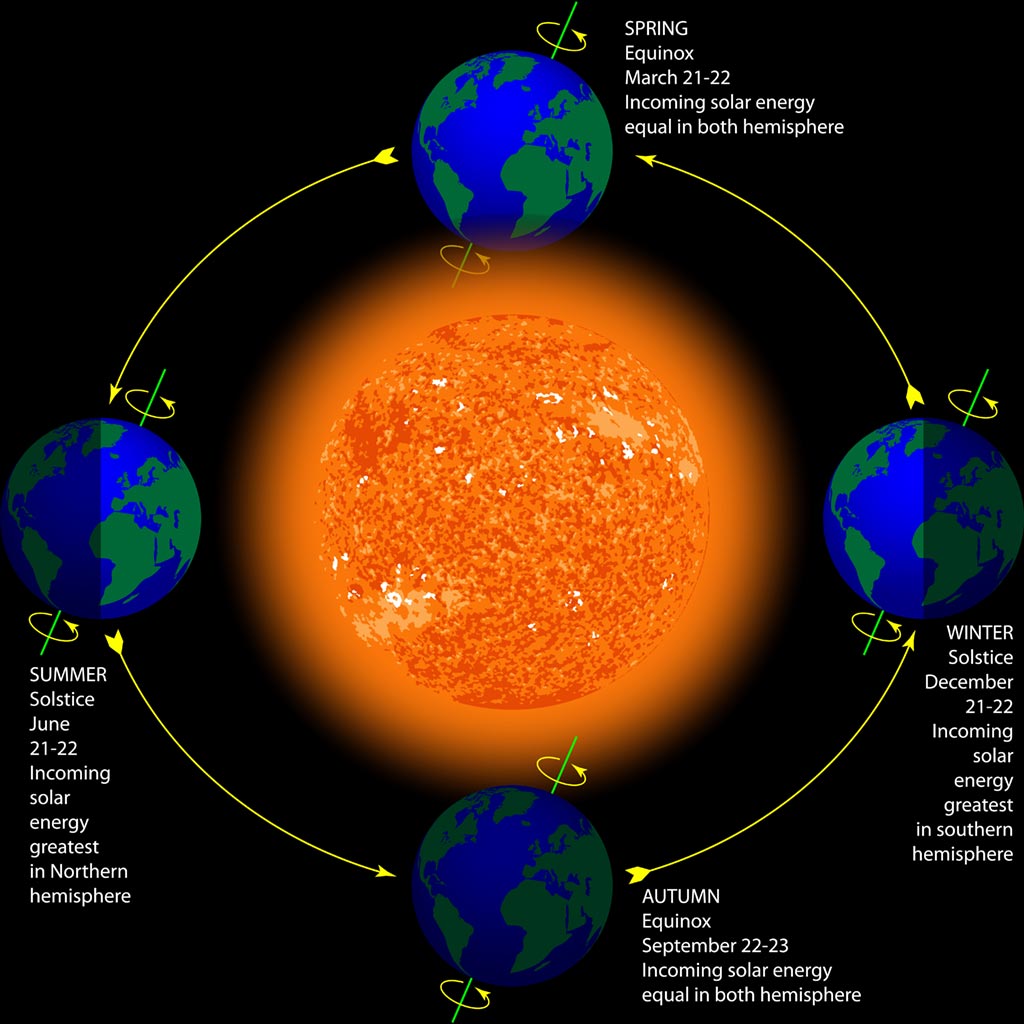 SPRING
Equinox
March 21-22
Incoming solar energy
equal in both hemisphere
SUMMER
Solstice
June
21-22
Incoming
solar
energy
greatest
in Northern
hemisphere
WINTER
Solstice
December
21-22
Incoming
solar
energy
greatest
in southern
hemisphere
AUTUMN
Equinox
September 22-23
Incoming solar energy
equal in both hemisphere